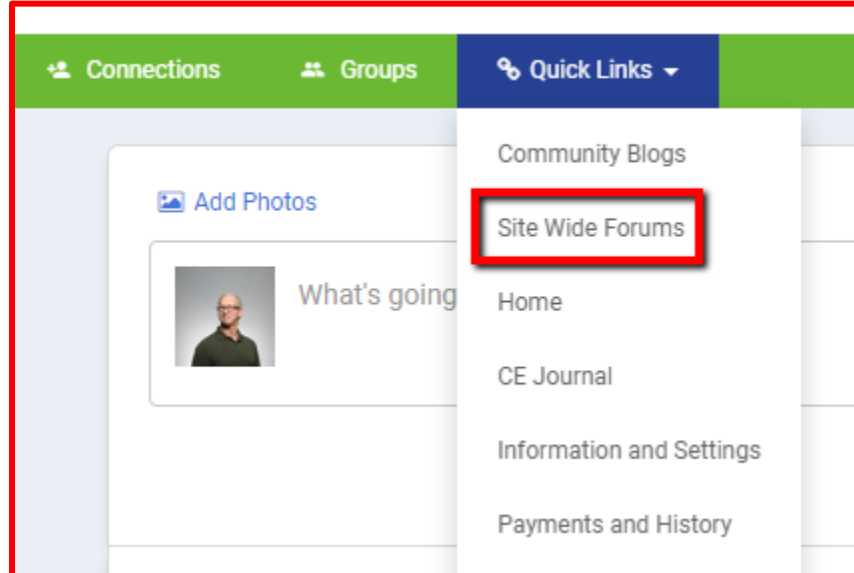 Connections
Groups
Quick Links
Community Blogs
Add Photos
Site Wide Forums
What's going
Home
CE Journal
Information and Settings
Payments and History